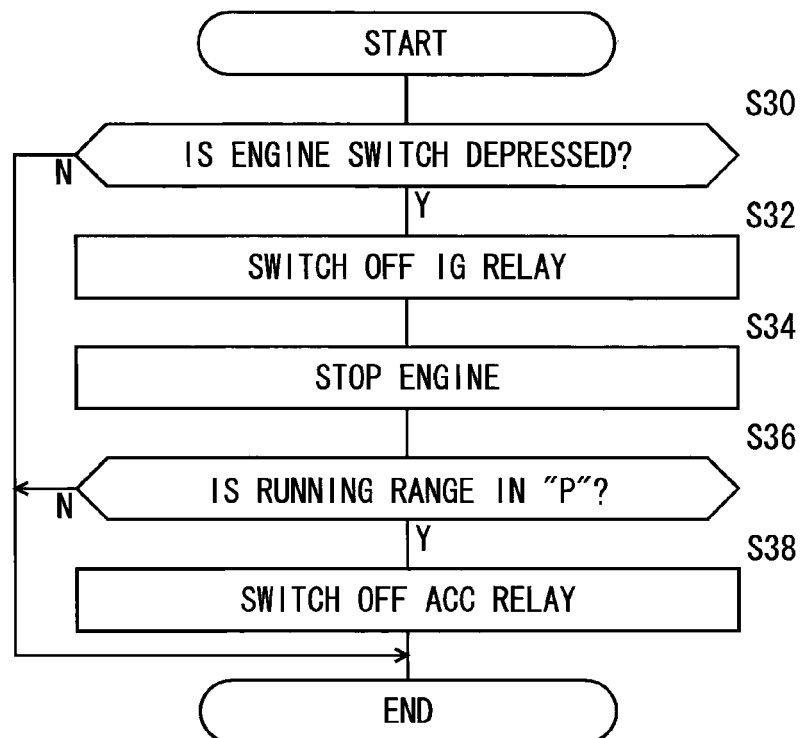 START
S30
IS ENGINE SWITCH DEPRESSED?
N
Y
S32
SWITCH OFF IG RELAY
S34
STOP ENGINE
S36
IS RUNNING RANGE IN "P"?
N
Y
S38
SWITCH OFF ACC RELAY
END